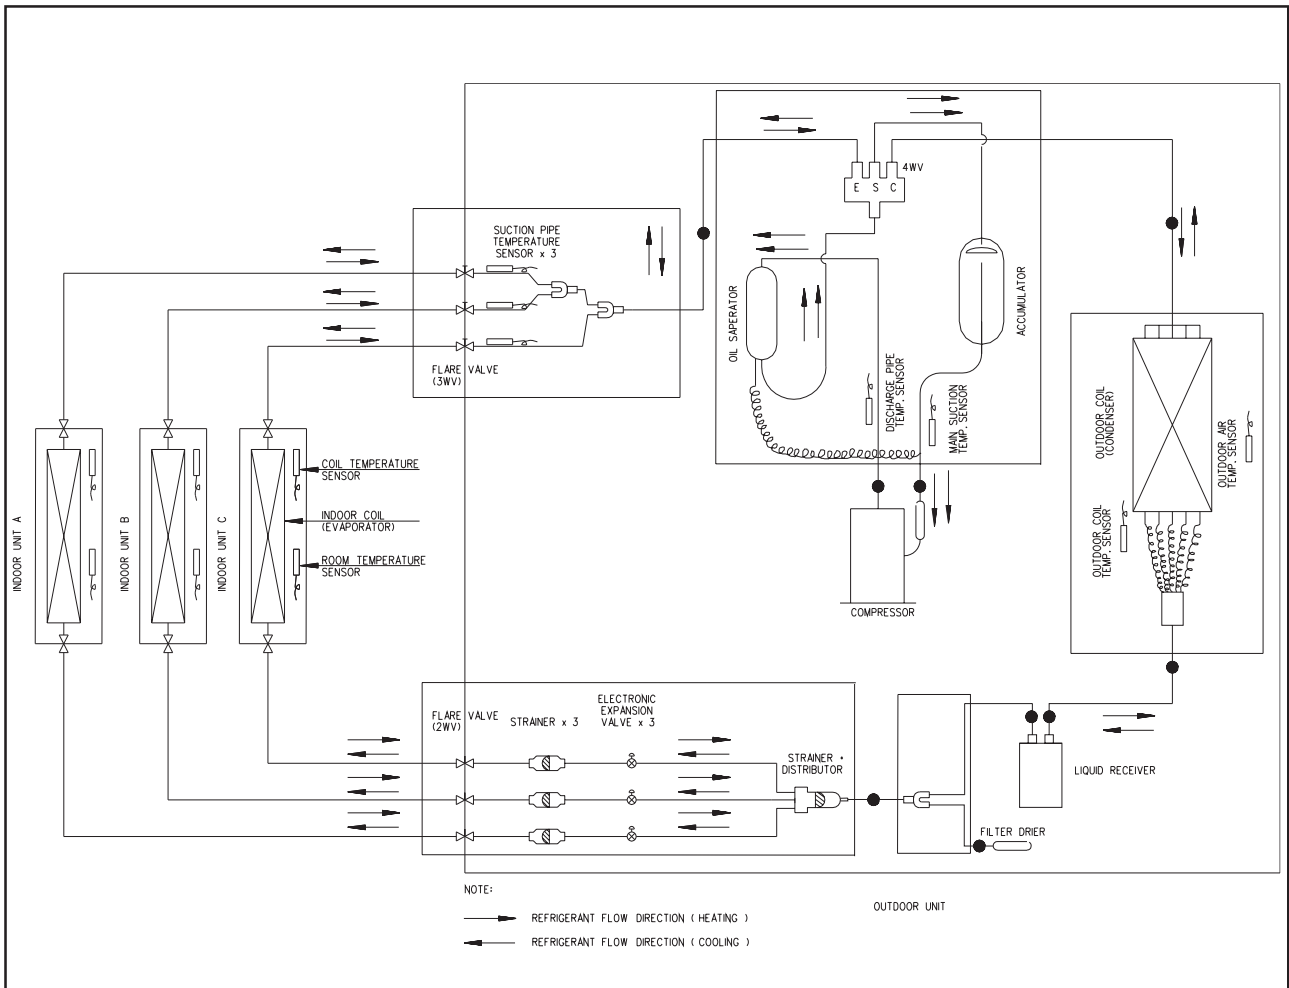 4WV
E S C
SUCTION PIPE
TEMPERATURE
SENSOR x 3
OIL SAPERATOR
ACCUMULATOR
FLARE VALVE
(3WV)
DISCHARGE PIPE
TEMP. SENSOR
MAIN SUCTION
TEMP. SENSOR
OUTDOOR COIL
(CONDENSER)
OUTDOOR AIR
TEMP. SENSOR
OUTDOOR COIL
TEMP. SENSOR
INDOOR UNIT A
INDOOR UNIT B
INDOOR UNIT C
COIL TEMPERATURE
SENSOR
INDOOR COIL
(EVAPORATOR)
ROOM TEMPERATURE
SENSOR
COMPRESSOR
FLARE VALVE
(2WV)
STRAINER x 3
ELECTRONIC
EXPANSION
VALVE x 3
STRAINER +
DISTRIBUTOR
LIQUID RECEIVER
FILTER DRIER
NOTE:
OUTDOOR UNIT
REFRIGERANT FLOW DIRECTION ( HEATING )
REFRIGERANT FLOW DIRECTION ( COOLING )